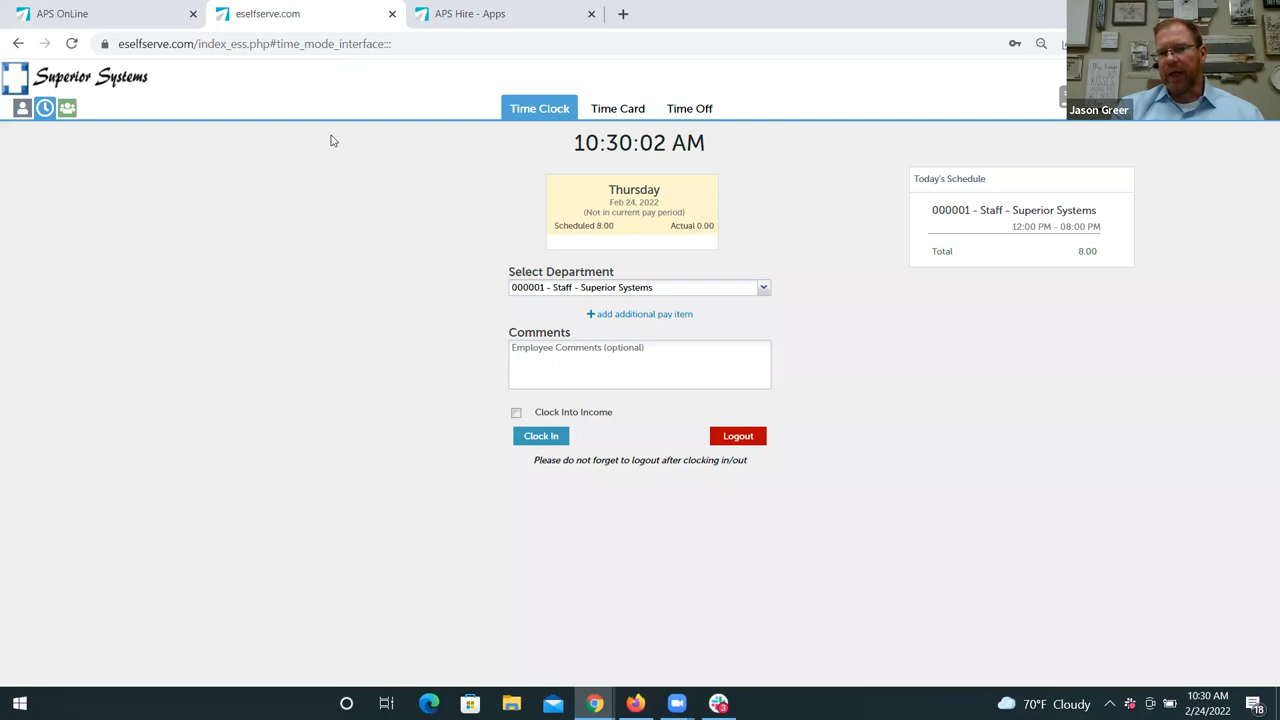 APS OnLine
eselfserve.com
APS Hire - Apps
eselfserve.com/index_ess.php#time_mode_interface:::
Superior Systems
Time Clock
Time Card
Time Off
Jason Greer
10:30:02 AM
Thursday
Feb 24, 2022
(Not in current pay period)
Scheduled 8.00
Actual 0.00
Today's Schedule
000001 - Staff - Superior Systems
12:00 PM - 08:00 PM
Total
8.00
Select Department
000001 - Staff - Superior Systems
add additional pay item
Comments
Employee Comments (optional)
Clock Into Income
Clock In
Logout
Please do not forget to logout after clocking in/out
70°F Cloudy
10:30 AM
2/24/2022
18
3